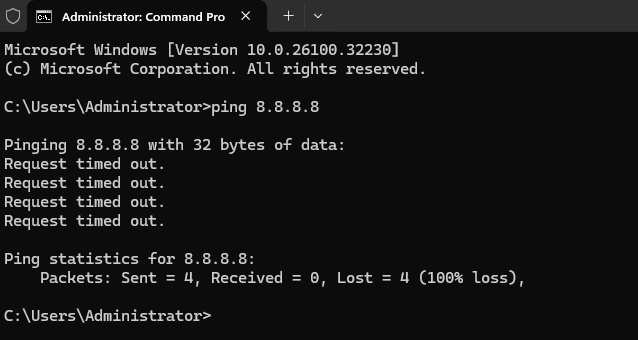 Administrator: Command Pro
Microsoft Windows [Version 10.0.26100.32230]
(c) Microsoft Corporation. All rights reserved.
C:\Users\Administrator>ping 8.8.8.8
Pinging 8.8.8.8 with 32 bytes of data:
Request timed out.
Request timed out.
Request timed out.
Request timed out.
Ping statistics for 8.8.8.8:
    Packets: Sent = 4, Received = 0, Lost = 4 (100% loss),
C:\Users\Administrator>